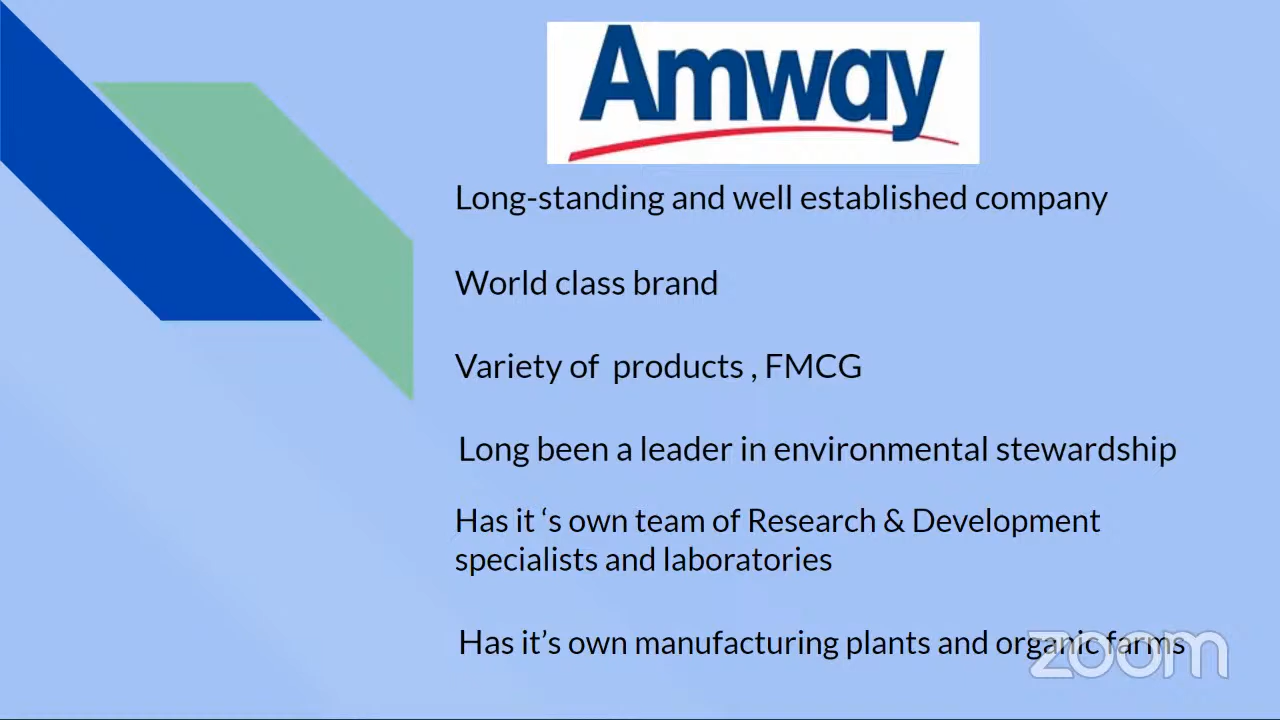 Amway
Long-standing and well established company
World class brand
Variety of  products , FMCG
Long been a leader in environmental stewardship
Has it ‘s own team of Research & Development
specialists and laboratories
Has it’s own manufacturing plants and organic farms
zoom